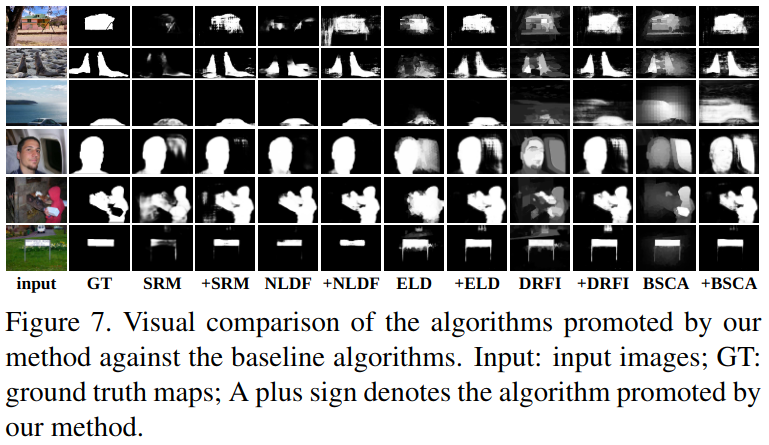 input GT SRM +SRM NLDF +NLDF ELD +ELD DRFI +DRFI BSCA +BSCA
Figure 7. Visual comparison of the algorithms promoted by our
method against the baseline algorithms. Input: input images; GT:
ground truth maps; A plus sign denotes the algorithm promoted by
our method.